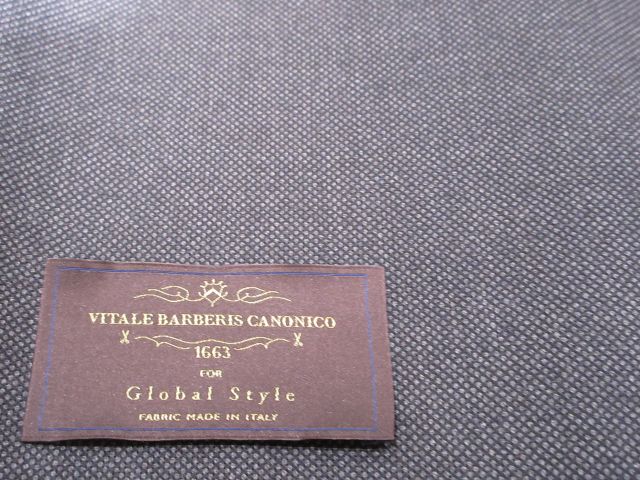 VITALE BARBERIS CANONICO
1663
FOR
Global Style
FABRIC MADE IN ITALY